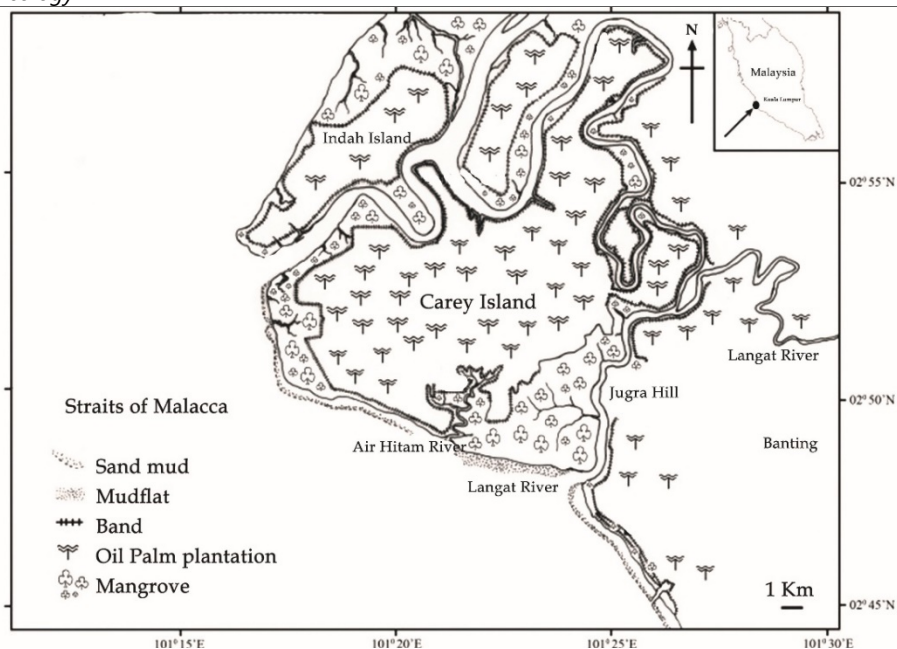 N
Malaysia
Kuala Lumpur
Indah Island
02°55´N
Carey Island
Langat River
Jugra Hill
Straits of Malacca
02°50´N
Air Hitam River
Banting
Sand mud
Langat River
Mudflat
Band
Oil Palm plantation
Mangrove
1 Km
02°45´N
101°15´E
101°20´E
101°25´E
101°30´E